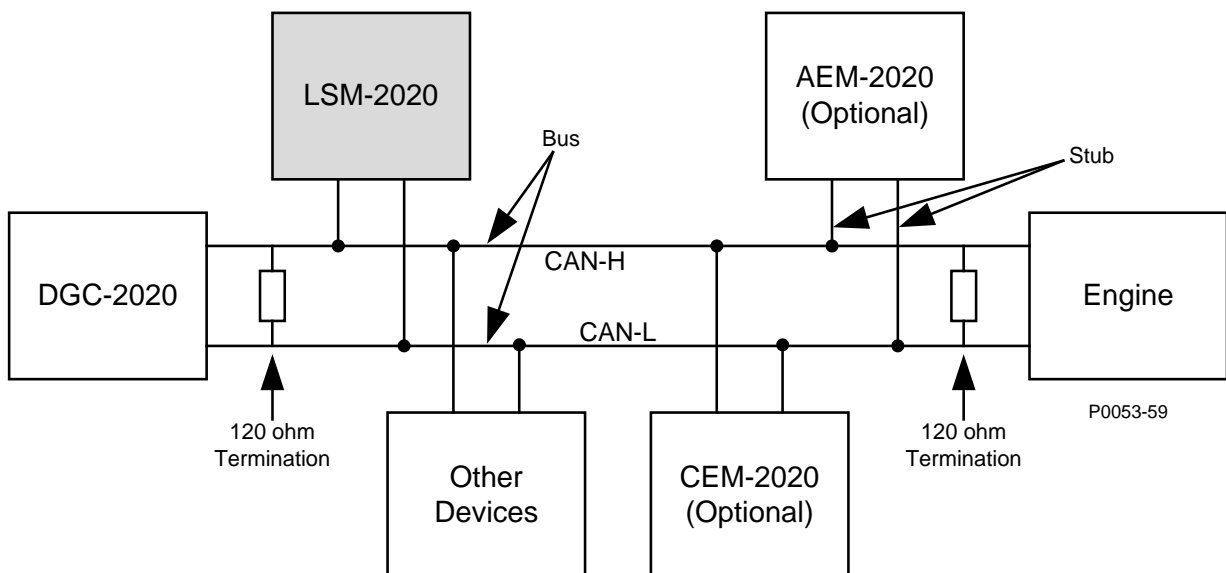 LSM-2020
AEM-2020
(Optional)
Bus
Stub
DGC-2020
CAN-H
Engine
CAN-L
P0053-59
120 ohm
Termination
120 ohm
Termination
Other
Devices
CEM-2020
(Optional)